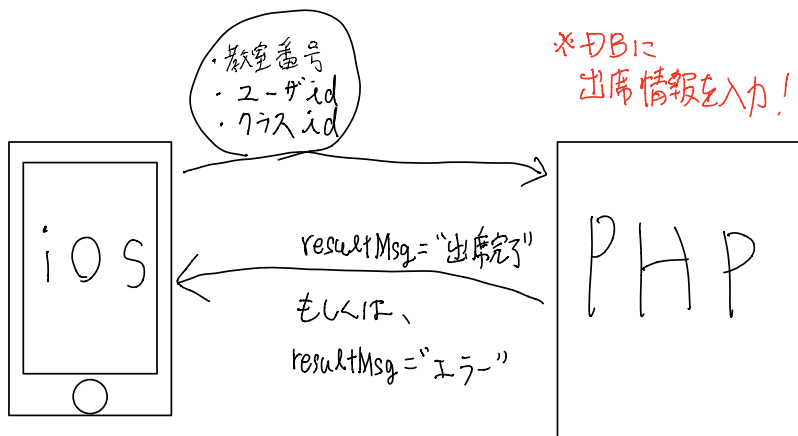 ・教室番号
・ユーザid
・クラスid
※DBに
出席情報を入力!
iOS
resultMsg="出席完了"
もしくは、
resultMsg="エラー"
PHP